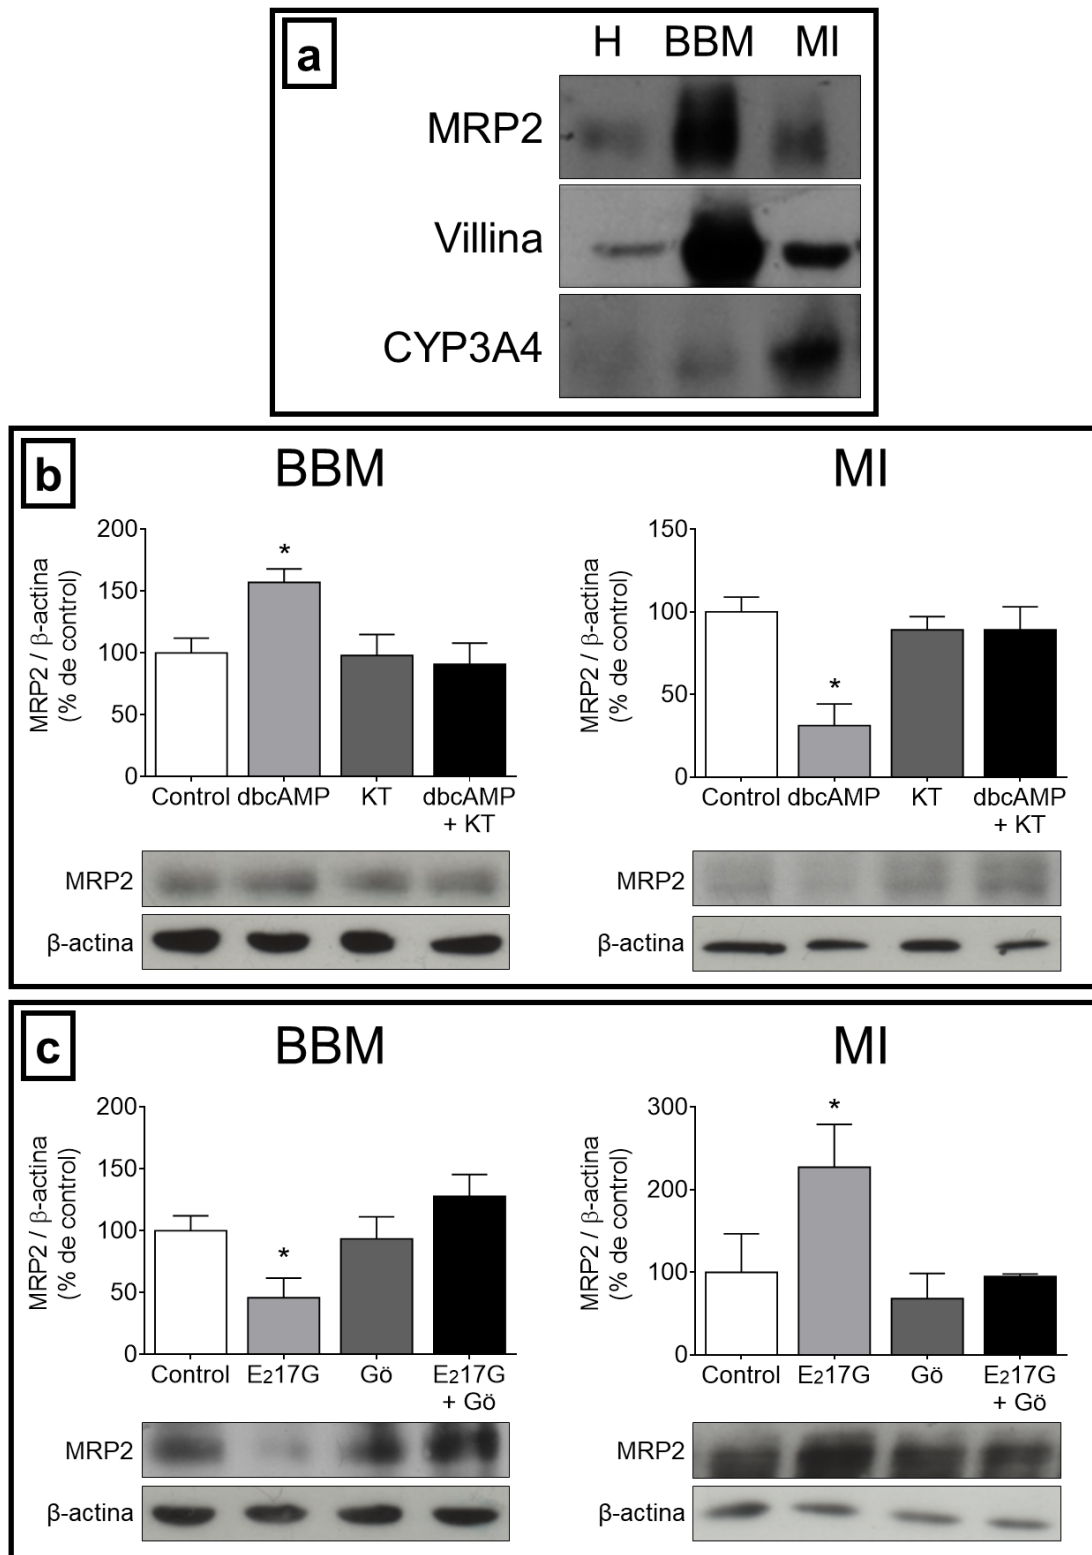 a
H BBM MI
MRP2
Villina
CYP3A4
b
BBM
MRP2 / β-actina
(% de control)
200
150
100
50
0
Control dbcAMP KT dbcAMP
+ KT
MRP2
β-actina
MI
MRP2 / β-actina
(% de control)
150
100
50
0
*
*
Control dbcAMP KT dbcAMP
+ KT
MRP2
β-actina
c
BBM
MRP2 / β-actina
(% de control)
200
150
100
50
0
*
Control E₂17G Gö E₂17G
+ Gö
MRP2
β-actina
MI
MRP2 / β-actina
(% de control)
300
200
100
0
*
Control E₂17G Gö E₂17G
+ Gö
MRP2
β-actina